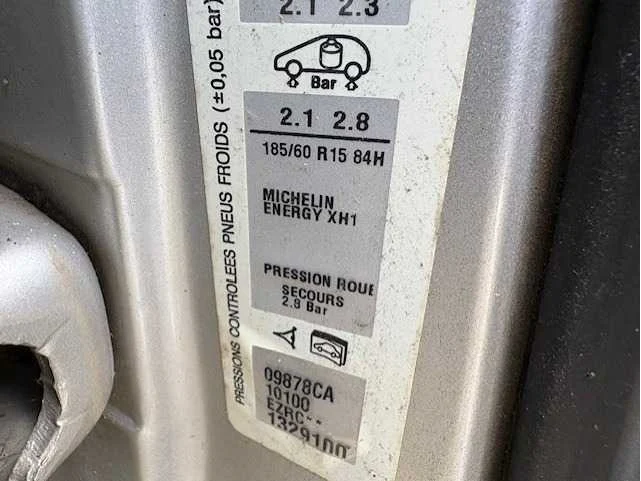 2.1 2.3
Bar
2.1 2.8
185/60 R15 84H
MICHELIN
ENERGY XH1
PRESSION ROUE
SECOURS
2.8 Bar
PRESSIONS CONTROLEES PNEUS FROIDS (±0,05 bar)
09878CA
10100
EZRC--
1329100